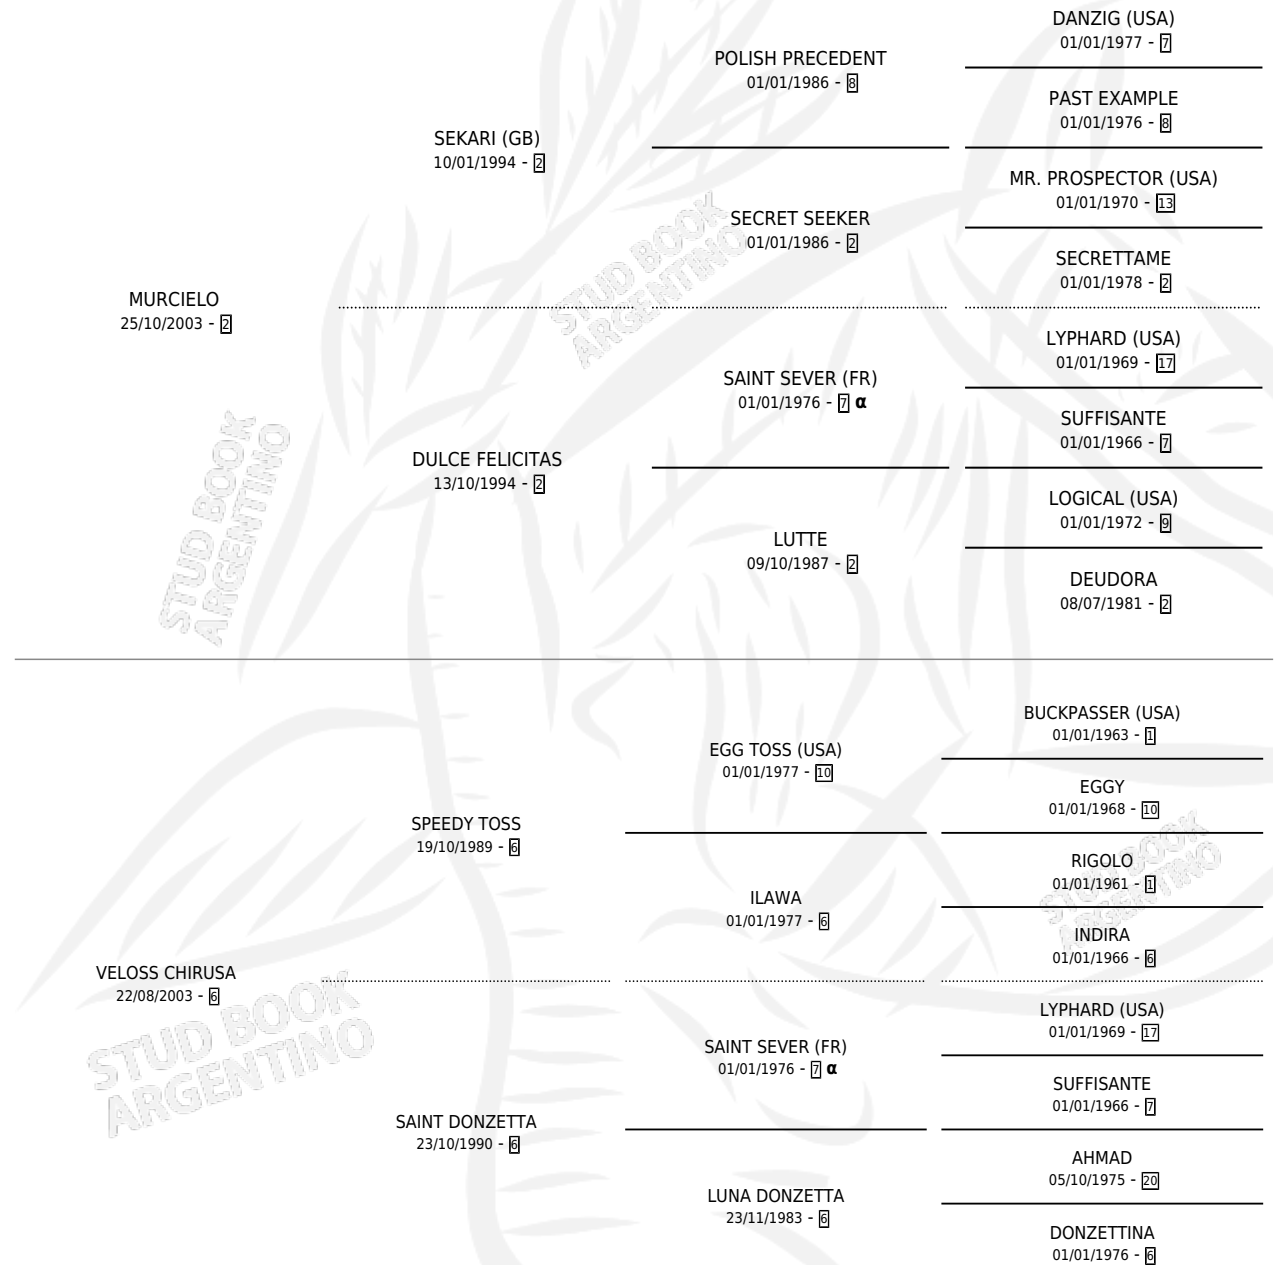 DANZIG (USA)
01/01/1977 - 7
POLISH PRECEDENT
01/01/1986 - 8
PAST EXAMPLE
01/01/1976 - 8
SEKARI (GB)
10/01/1994 - 2
MR. PROSPECTOR (USA)
01/01/1970 - 13
SECRET SEEKER
01/01/1986 - 2
SECRETTAME
01/01/1978 - 2
MURCIELO
25/10/2003 - 2
LYPHARD (USA)
01/01/1969 - 17
SAINT SEVER (FR)
01/01/1976 - 7 α
SUFFISANTE
01/01/1966 - 7
DULCE FELICITAS
13/10/1994 - 2
LOGICAL (USA)
01/01/1972 - 9
LUTTE
09/10/1987 - 2
DEUDORA
08/07/1981 - 2
BUCKPASSER (USA)
01/01/1963 - 1
EGG TOSS (USA)
01/01/1977 - 10
EGGY
01/01/1968 - 10
SPEEDY TOSS
19/10/1989 - 6
RIGOLO
01/01/1961 - 1
ILAWA
01/01/1977 - 6
INDIRA
01/01/1966 - 6
VELOSS CHIRUSA
22/08/2003 - 6
LYPHARD (USA)
01/01/1969 - 17
SAINT SEVER (FR)
01/01/1976 - 7 α
SUFFISANTE
01/01/1966 - 7
SAINT DONZETTA
23/10/1990 - 6
AHMAD
05/10/1975 - 20
LUNA DONZETTA
23/11/1983 - 6
DONZETTINA
01/01/1976 - 6
STUD BOOK
ARGENTINO
STUD BOOK
ARGENTINO
STUD BOOK
ARGENTINO
STUD BOOK
ARGENTINO